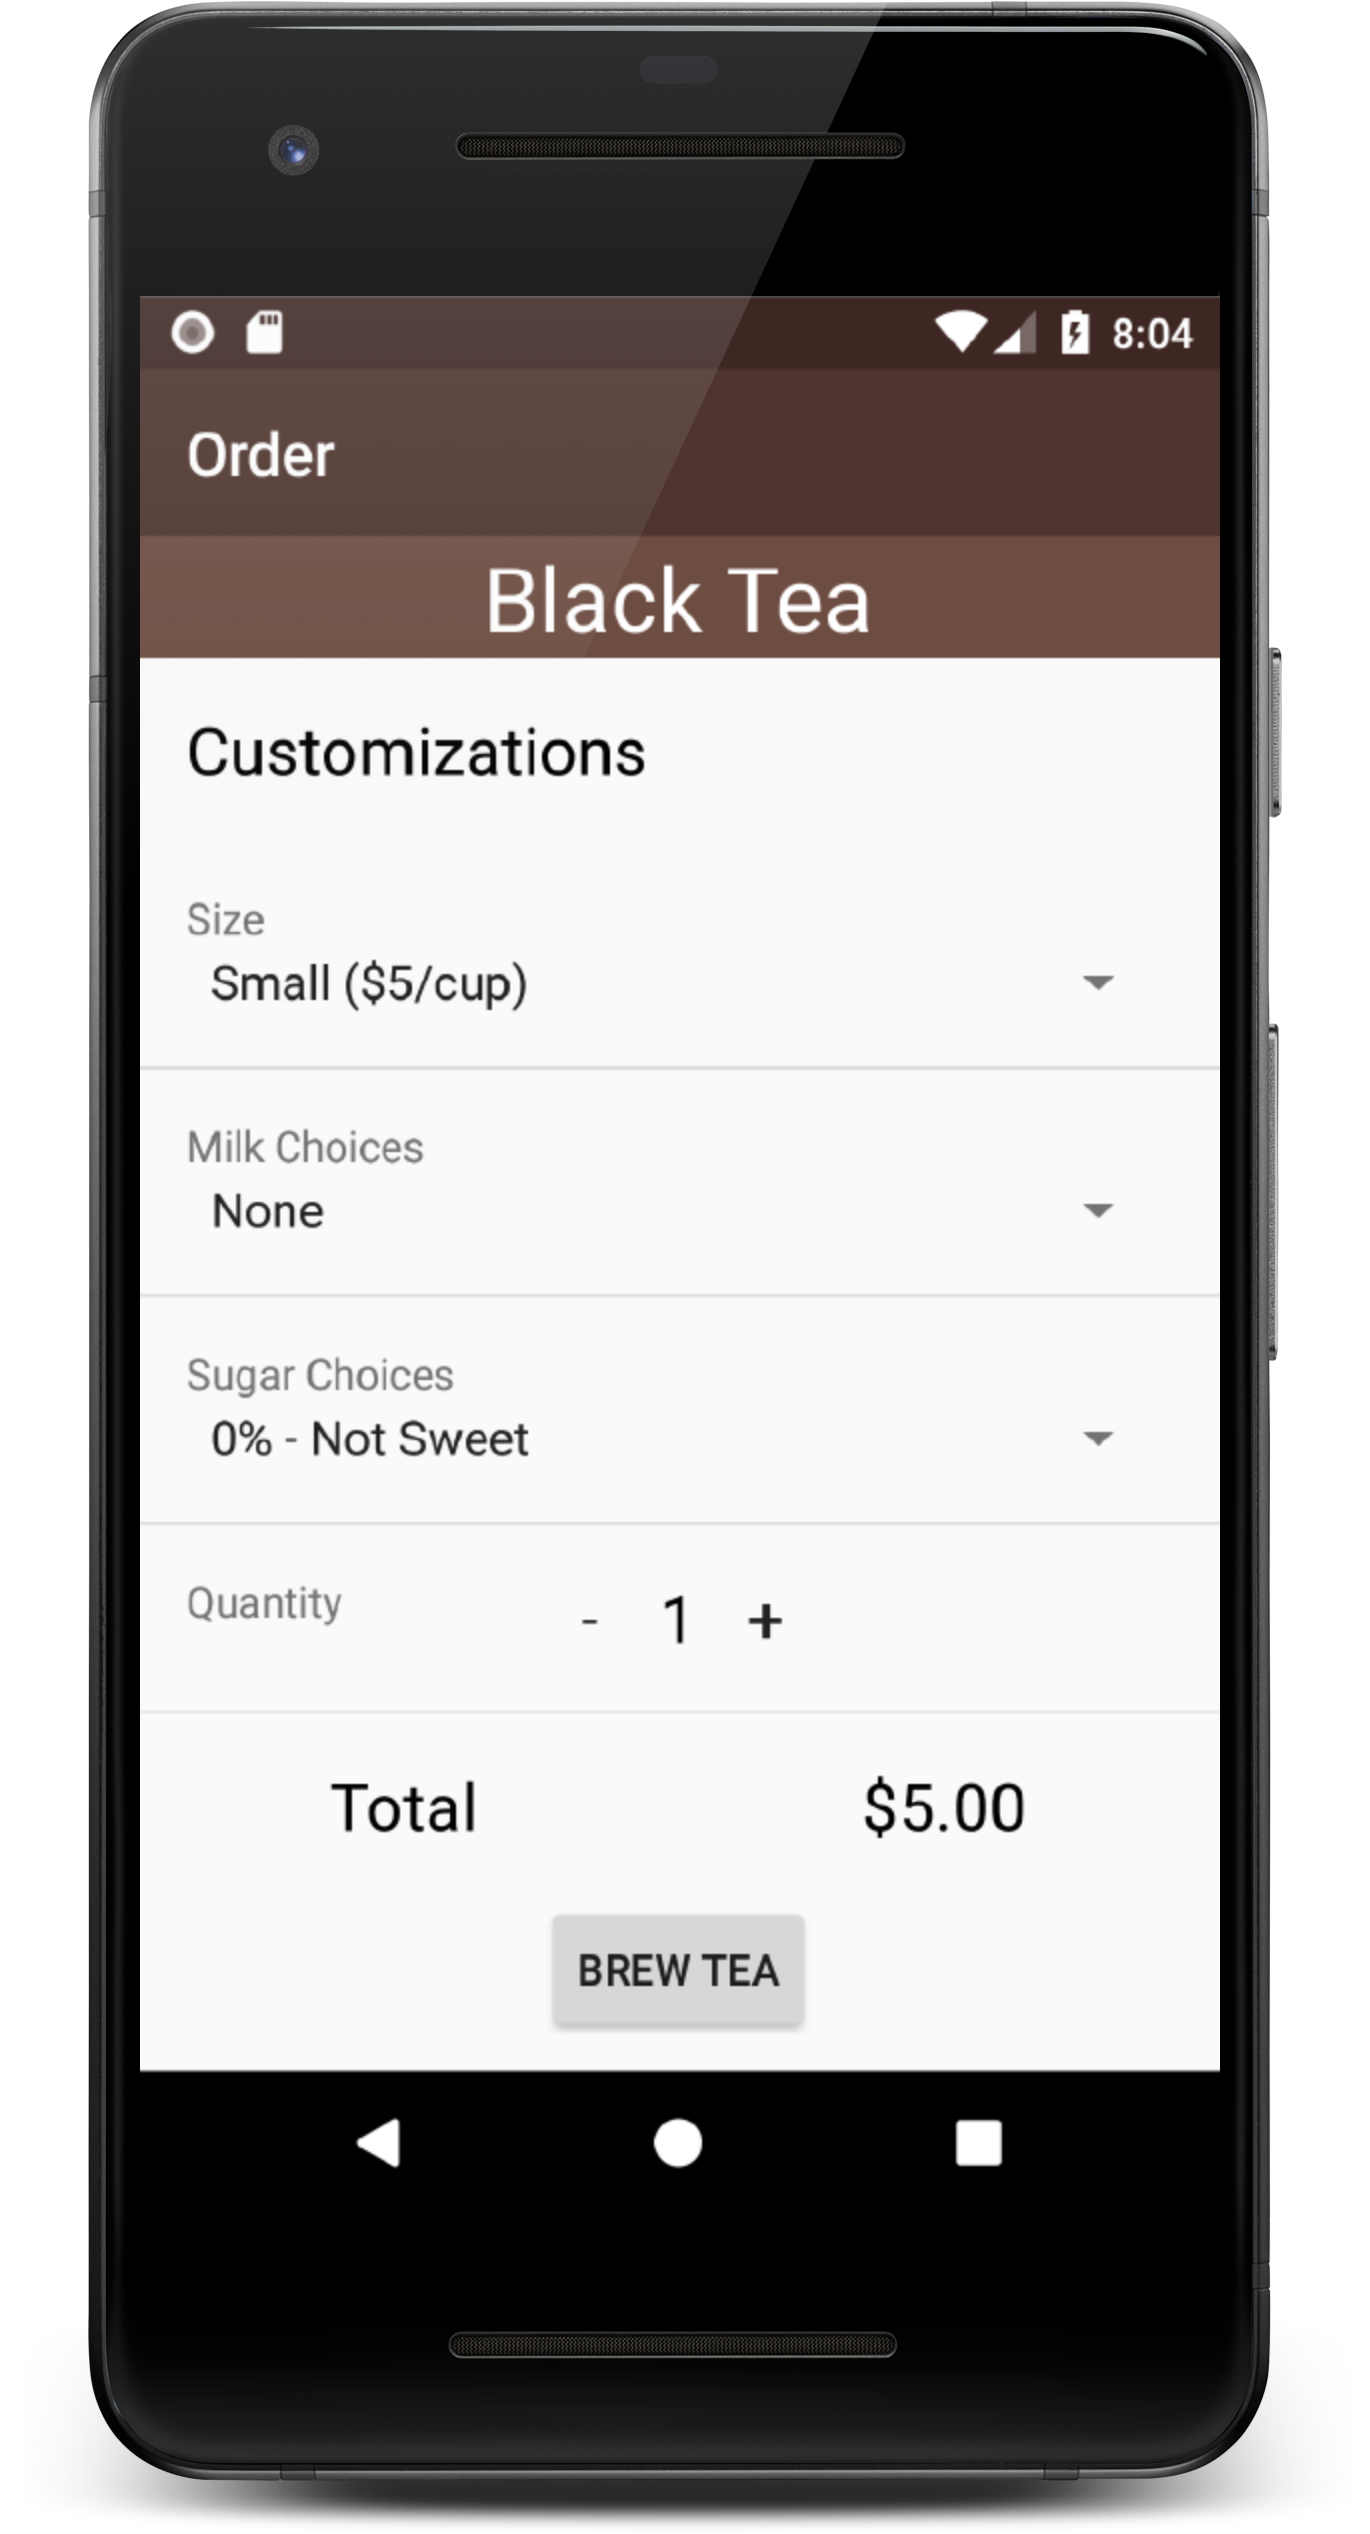 8:04
Order
Black Tea
Customizations
Size
Small ($5/cup)
Milk Choices
None
Sugar Choices
0% - Not Sweet
Quantity
- 1 +
Total $5.00
BREW TEA